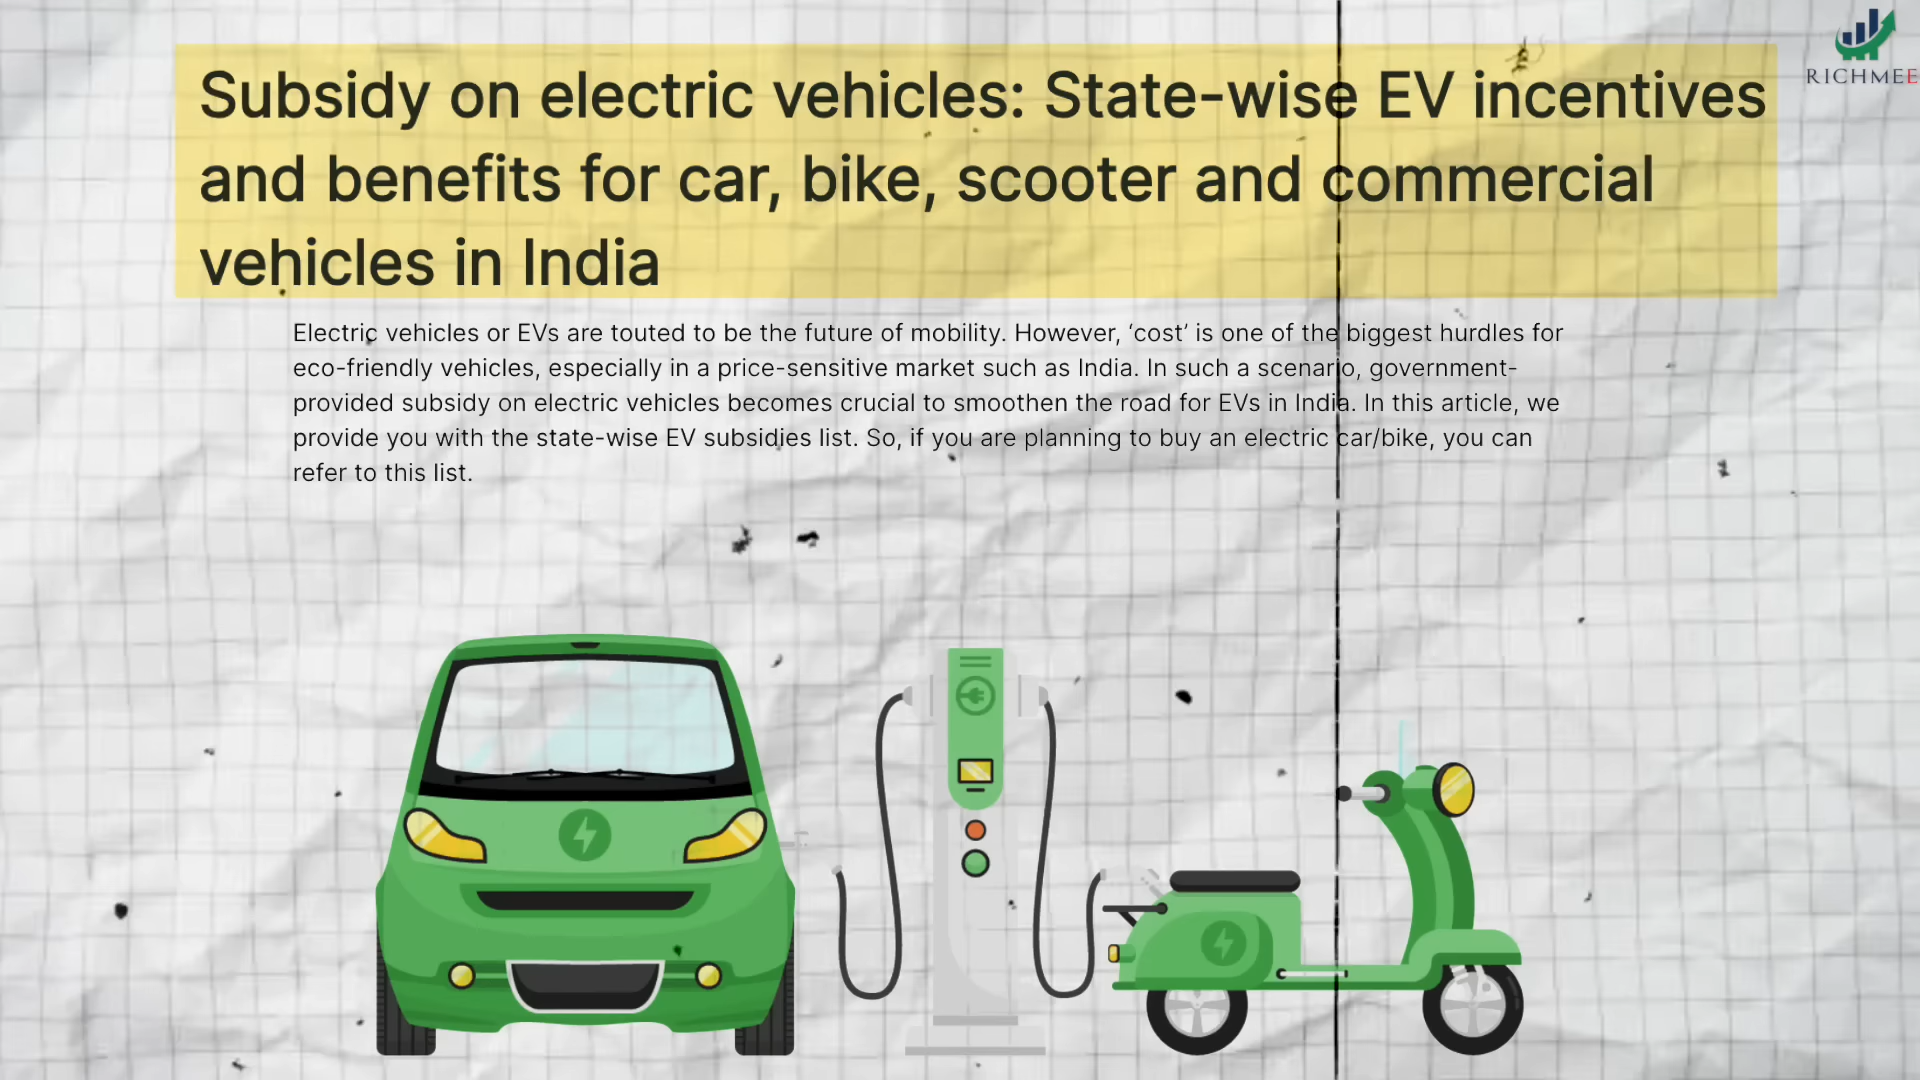 RICHMEE
Subsidy on electric vehicles: State-wise EV incentives
and benefits for car, bike, scooter and commercial
vehicles in India
Electric vehicles or EVs are touted to be the future of mobility. However, ‘cost’ is one of the biggest hurdles for
eco-friendly vehicles, especially in a price-sensitive market such as India. In such a scenario, government-
provided subsidy on electric vehicles becomes crucial to smoothen the road for EVs in India. In this article, we
provide you with the state-wise EV subsidies list. So, if you are planning to buy an electric car/bike, you can
refer to this list.